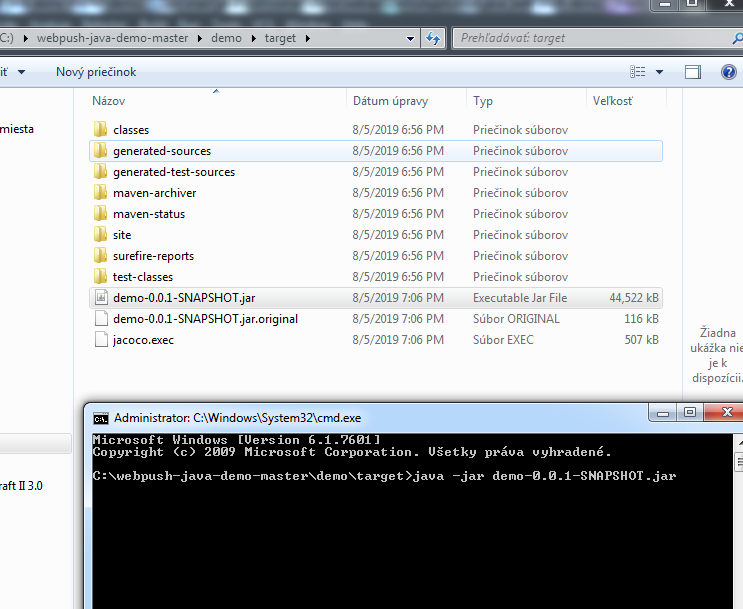 C:) ▸ webpush-java-demo-master ▸ demo ▸ target ▸ Prehľadávať: target
iť Nový priečinok
Názov Dátum úpravy Typ Veľkosť
miesta
classes 8/5/2019 6:56 PM Priečinok súborov
generated-sources 8/5/2019 6:56 PM Priečinok súborov
generated-test-sources 8/5/2019 6:56 PM Priečinok súborov
maven-archiver 8/5/2019 6:56 PM Priečinok súborov
maven-status 8/5/2019 6:56 PM Priečinok súborov
site 8/5/2019 6:56 PM Priečinok súborov
surefire-reports 8/5/2019 6:56 PM Priečinok súborov
test-classes 8/5/2019 6:56 PM Priečinok súborov
demo-0.0.1-SNAPSHOT.jar 8/5/2019 7:06 PM Executable Jar File 44,522 kB
demo-0.0.1-SNAPSHOT.jar.original 8/5/2019 7:06 PM Súbor ORIGINAL 116 kB
jacoco.exec 8/5/2019 7:06 PM Súbor EXEC 507 kB
Žiadna
ukážka nie
je k
dispozícii.
raft II 3.0
Administrator: C:\Windows\System32\cmd.exe
Microsoft Windows [Version 6.1.7601]
Copyright (c) 2009 Microsoft Corporation. Všetky práva vyhradené.
C:\webpush-java-demo-master\demo\target>java -jar demo-0.0.1-SNAPSHOT.jar